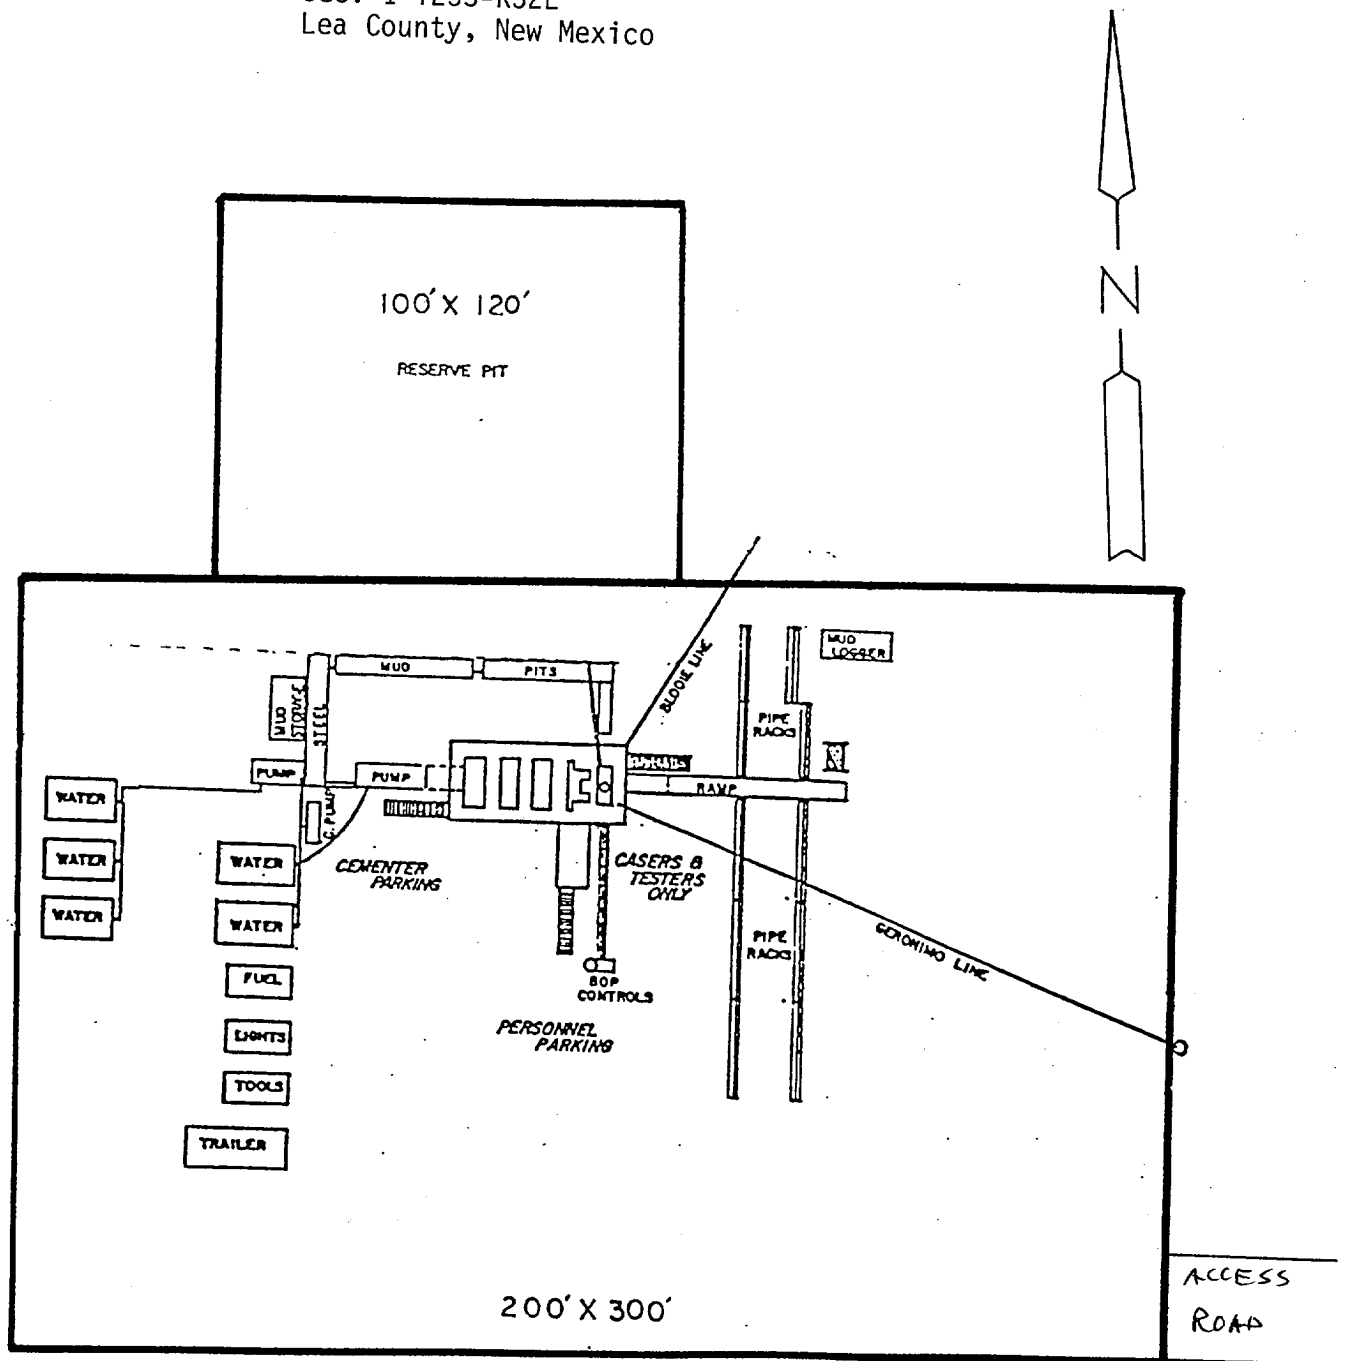 Lea County, New Mexico
N
100' X 120'
RESERVE PIT
MUD
PITS
BLOOIE LINE
MUD
LOGGER
MUD
STORAGE
STEEL
PIPE
RACKS
PUMP
PUMP
RAMP
C. PUMP
WATER
WATER
WATER
WATER
WATER
CEMENTER
PARKING
CASERS &
TESTERS
ONLY
PIPE
RACKS
GERONIMO LINE
FUEL
BOP
CONTROLS
LIGHTS
PERSONNEL
PARKING
TOOLS
TRAILER
200' X 300'
ACCESS
ROAD